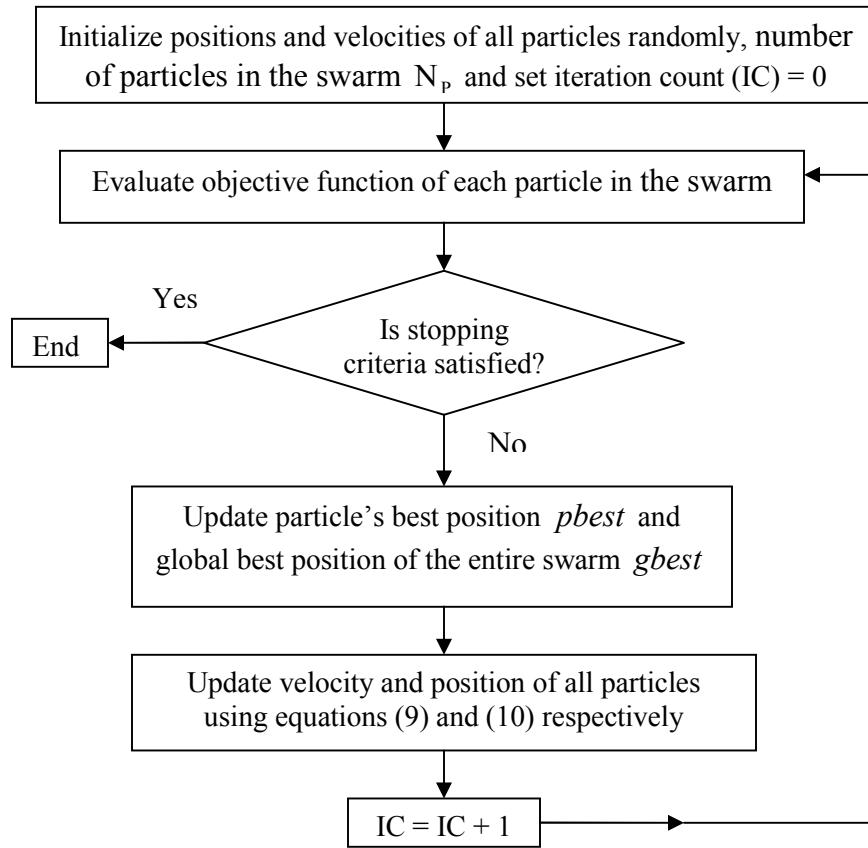 Initialize positions and velocities of all particles randomly, number
of particles in the swarm N_P and set iteration count (IC) = 0
Evaluate objective function of each particle in the swarm
Yes
End
Is stopping
criteria satisfied?
No
Update particle’s best position pbest and
global best position of the entire swarm gbest
Update velocity and position of all particles
using equations (9) and (10) respectively
IC = IC + 1